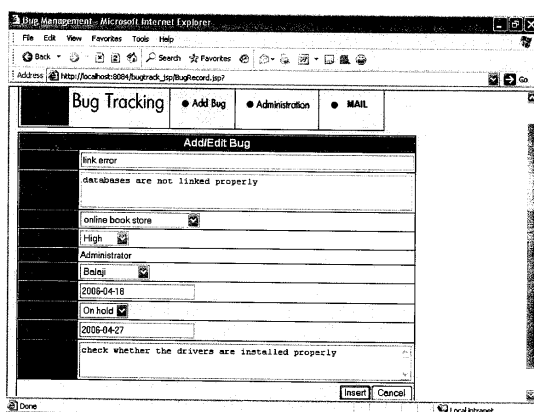 Bug Management - Microsoft Internet Explorer
File Edit View Favorites Tools Help
Back Search Favorites
Address http://localhost:8084/bugtrack_jsp/BugRecord.jsp? Go
Bug Tracking Add Bug Administration MAIL
Add/Edit Bug
link error
databases are not linked properly
online book store
High
Administrator
Balaji
2006-04-18
On hold
2006-04-27
check whether the drivers are installed properly
Insert Cancel
Done Local intranet